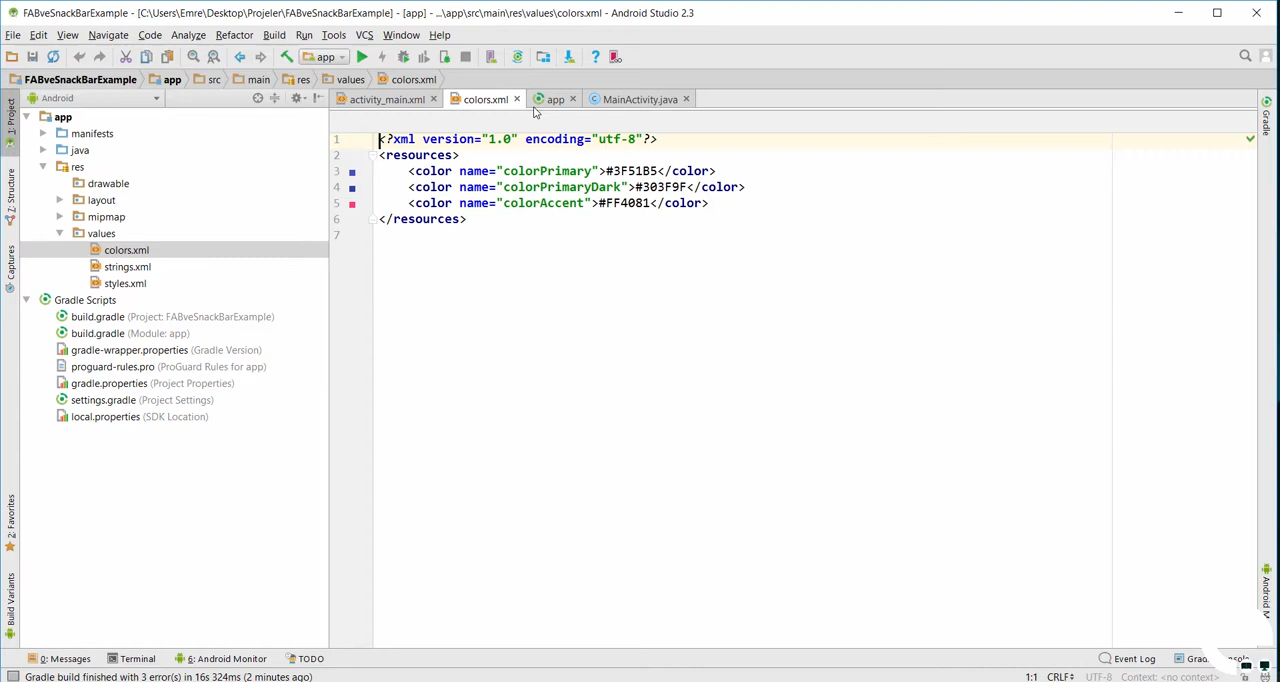 FABveSnackBarExample - [C:\Users\Emre\Desktop\Projeler\FABveSnackBarExample] - [app] - ...\app\src\main\res\values\colors.xml - Android Studio 2.3
File Edit View Navigate Code Analyze Refactor Build Run Tools VCS Window Help
app
FABveSnackBarExample app src main res values colors.xml
Android
activity_main.xml colors.xml app MainActivity.java
1: Project
Z: Structure
Captures
2: Favorites
Build Variants
app
manifests
java
res
drawable
layout
mipmap
values
colors.xml
strings.xml
styles.xml
Gradle Scripts
build.gradle (Project: FABveSnackBarExample)
build.gradle (Module: app)
gradle-wrapper.properties (Gradle Version)
proguard-rules.pro (ProGuard Rules for app)
gradle.properties (Project Properties)
settings.gradle (Project Settings)
local.properties (SDK Location)
1 <?xml version="1.0" encoding="utf-8"?>
2 <resources>
3 <color name="colorPrimary">#3F51B5</color>
4 <color name="colorPrimaryDark">#303F9F</color>
5 <color name="colorAccent">#FF4081</color>
6 </resources>
7
Gradle
Android
0: Messages Terminal 6: Android Monitor TODO Event Log
Gradle build finished with 3 error(s) in 16s 324ms (2 minutes ago) 1:1 CRLF UTF-8 Context: <no context>